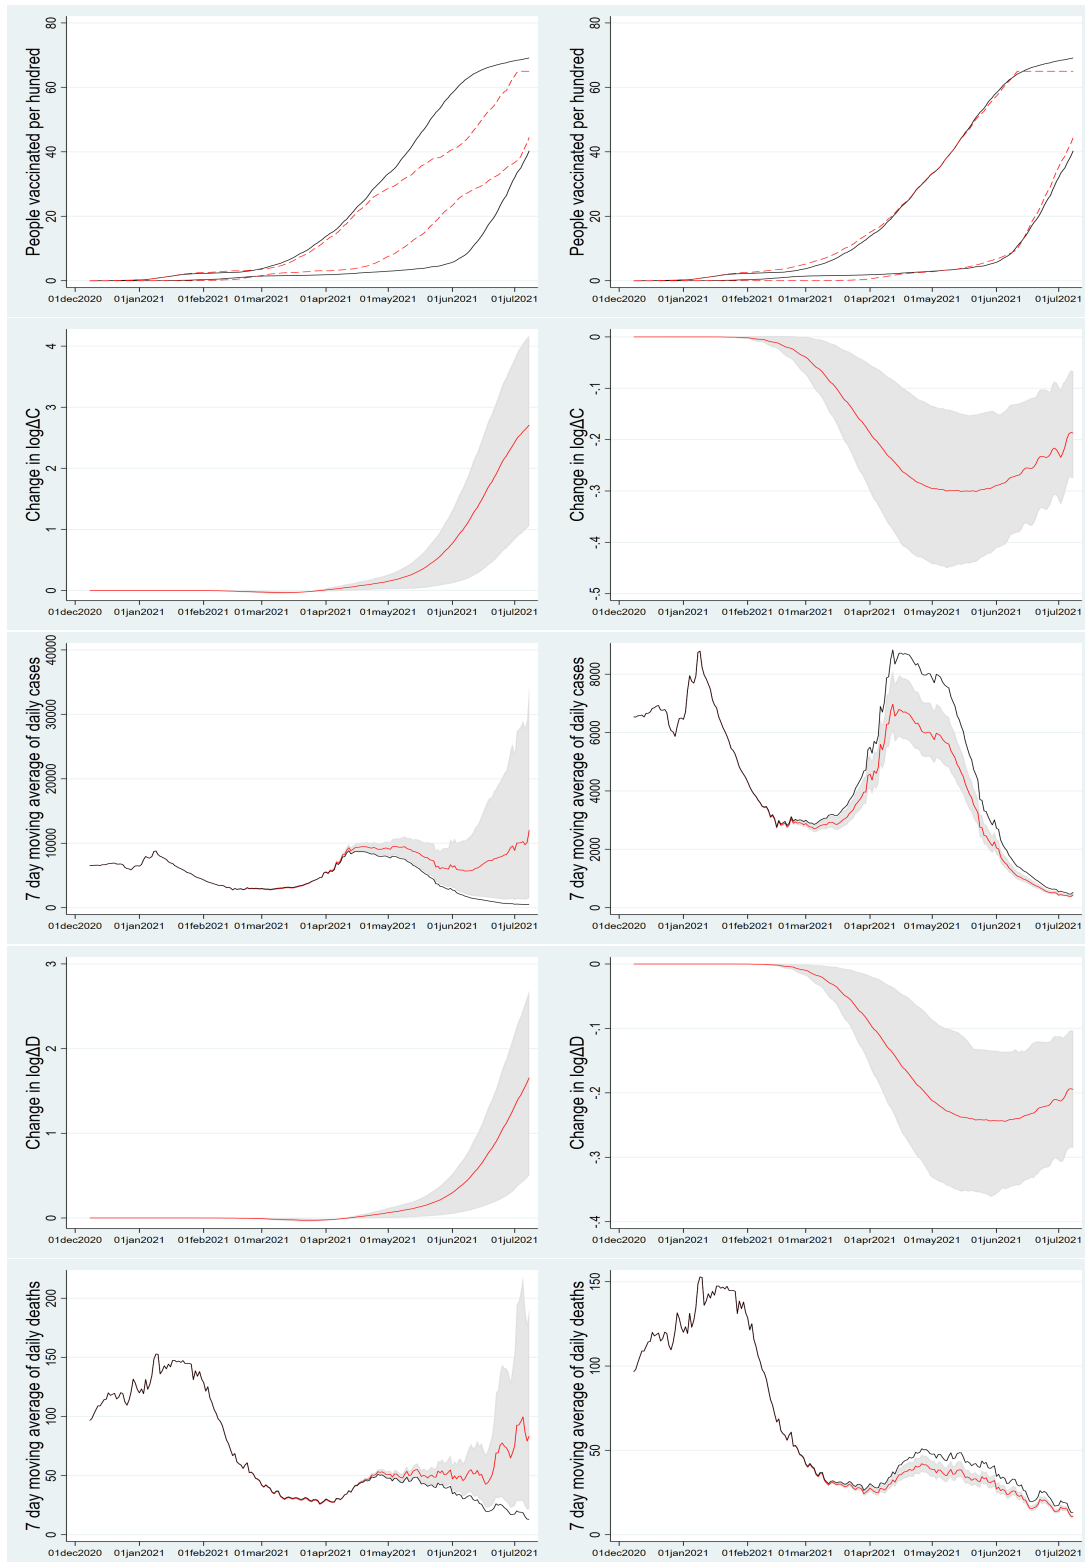 People vaccinated per hundred
80
60
40
20
0
01dec2020 01jan2021 01feb2021 01mar2021 01apr2021 01may2021 01jun2021 01jul2021
People vaccinated per hundred
80
60
40
20
0
01dec2020 01jan2021 01feb2021 01mar2021 01apr2021 01may2021 01jun2021 01jul2021
Change in logΔC
4
3
2
1
0
01dec2020 01jan2021 01feb2021 01mar2021 01apr2021 01may2021 01jun2021 01jul2021
Change in logΔC
0
-.1
-.2
-.3
-.4
-.5
01dec2020 01jan2021 01feb2021 01mar2021 01apr2021 01may2021 01jun2021 01jul2021
7 day moving average of daily cases
40000
30000
20000
10000
0
01dec2020 01jan2021 01feb2021 01mar2021 01apr2021 01may2021 01jun2021 01jul2021
7 day moving average of daily cases
8000
6000
4000
2000
0
01dec2020 01jan2021 01feb2021 01mar2021 01apr2021 01may2021 01jun2021 01jul2021
Change in logΔD
3
2
1
0
01dec2020 01jan2021 01feb2021 01mar2021 01apr2021 01may2021 01jun2021 01jul2021
Change in logΔD
0
-.1
-.2
-.3
-.4
01dec2020 01jan2021 01feb2021 01mar2021 01apr2021 01may2021 01jun2021 01jul2021
7 day moving average of daily deaths
200
150
100
50
0
01dec2020 01jan2021 01feb2021 01mar2021 01apr2021 01may2021 01jun2021 01jul2021
7 day moving average of daily deaths
150
100
50
0
01dec2020 01jan2021 01feb2021 01mar2021 01apr2021 01may2021 01jun2021 01jul2021